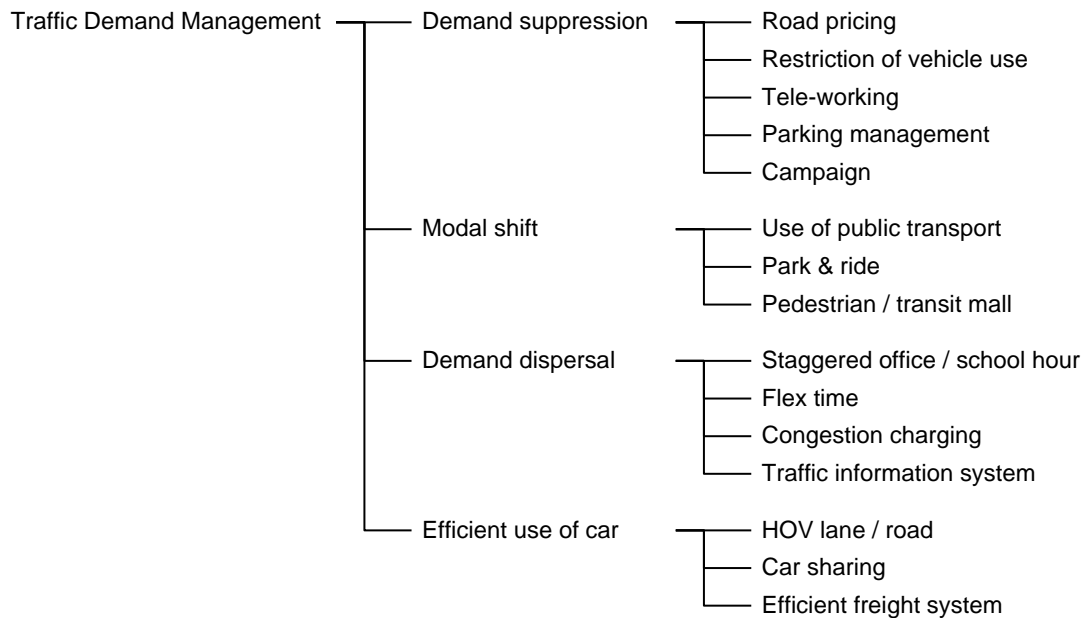 Traffic Demand Management
Demand suppression
Road pricing
Restriction of vehicle use
Tele-working
Parking management
Campaign
Modal shift
Use of public transport
Park & ride
Pedestrian / transit mall
Demand dispersal
Staggered office / school hour
Flex time
Congestion charging
Traffic information system
Efficient use of car
HOV lane / road
Car sharing
Efficient freight system